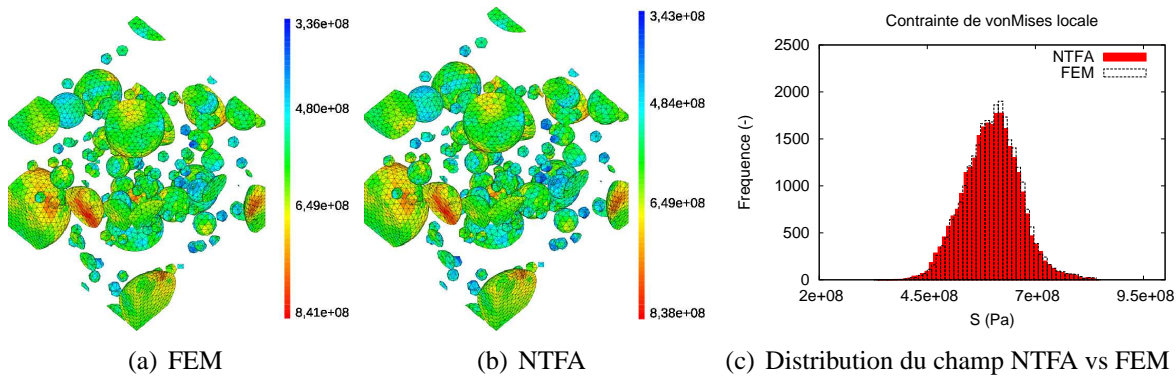 3,36e+08
4,80e+08
6,49e+08
8,41e+08
(a) FEM
3,43e+08
4,84e+08
6,49e+08
8,38e+08
(b) NTFA
Contrainte de vonMises locale
NTFA
FEM
2500
2000
1500
1000
500
0
Frequence (-)
2e+08 4.5e+08 7e+08 9.5e+08
S (Pa)
(c) Distribution du champ NTFA vs FEM